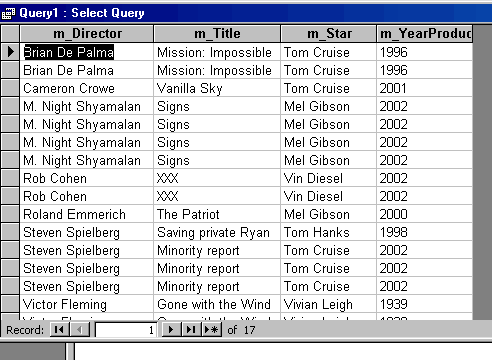 Query1 : Select Query
m_Director m_Title m_Star m_YearProduc
Brian De Palma Mission: Impossible Tom Cruise 1996
Brian De Palma Mission: Impossible Tom Cruise 1996
Cameron Crowe Vanilla Sky Tom Cruise 2001
M. Night Shyamalan Signs Mel Gibson 2002
M. Night Shyamalan Signs Mel Gibson 2002
M. Night Shyamalan Signs Mel Gibson 2002
M. Night Shyamalan Signs Mel Gibson 2002
Rob Cohen XXX Vin Diesel 2002
Rob Cohen XXX Vin Diesel 2002
Roland Emmerich The Patriot Mel Gibson 2000
Steven Spielberg Saving private Ryan Tom Hanks 1998
Steven Spielberg Minority report Tom Cruise 2002
Steven Spielberg Minority report Tom Cruise 2002
Steven Spielberg Minority report Tom Cruise 2002
Victor Fleming Gone with the Wind Vivian Leigh 1939
Record: 1 of 17